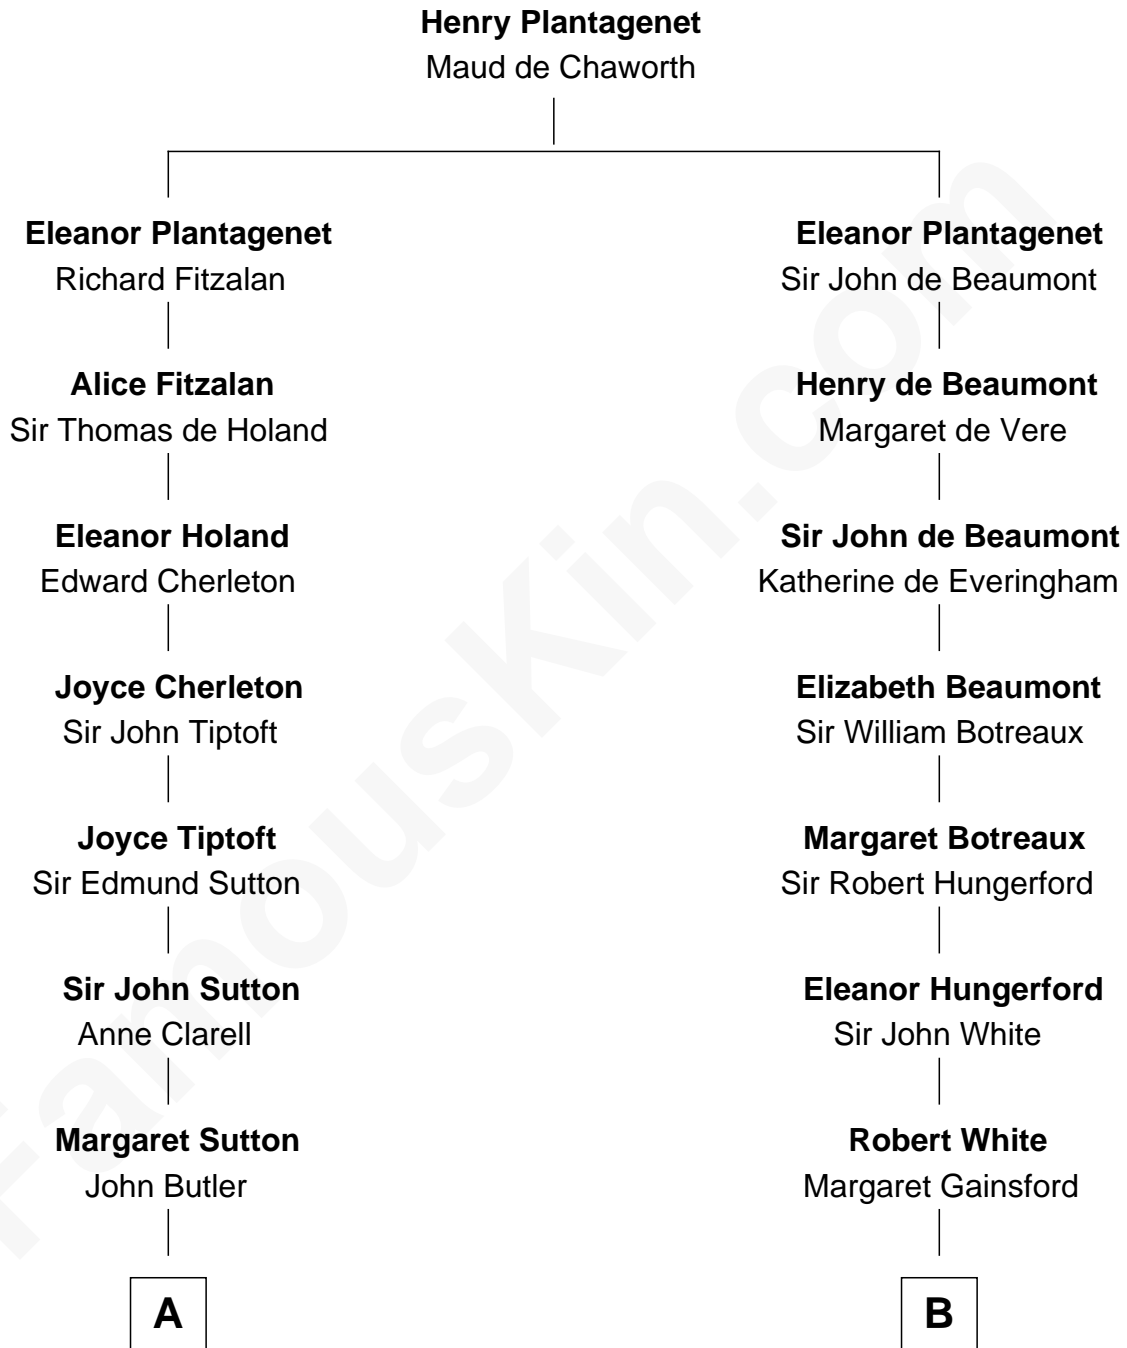 Henry Plantagenet
Maud de Chaworth
Eleanor Plantagenet
Richard Fitzalan
Alice Fitzalan
Sir Thomas de Holand
Eleanor Holand
Edward Cherleton
Joyce Cherleton
Sir John Tiptoft
Joyce Tiptoft
Sir Edmund Sutton
Sir John Sutton
Anne Clarell
Margaret Sutton
John Butler
A
Eleanor Plantagenet
Sir John de Beaumont
Henry de Beaumont
Margaret de Vere
Sir John de Beaumont
Katherine de Everingham
Elizabeth Beaumont
Sir William Botreaux
Margaret Botreaux
Sir Robert Hungerford
Eleanor Hungerford
Sir John White
Robert White
Margaret Gainsford
B
FamousKin.com